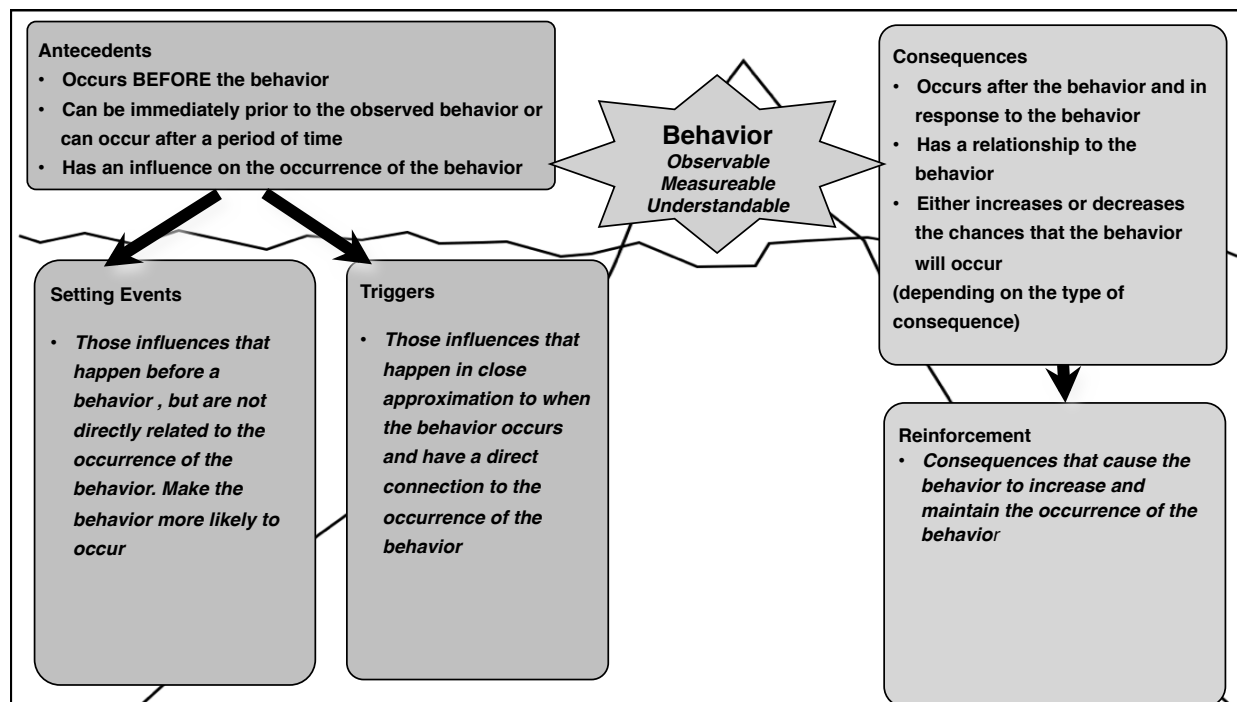 Antecedents
• Occurs BEFORE the behavior
• Can be immediately prior to the observed behavior or
can occur after a period of time
• Has an influence on the occurrence of the behavior
Behavior
Observable
Measureable
Understandable
Consequences
• Occurs after the behavior and in
response to the behavior
• Has a relationship to the
behavior
• Either increases or decreases
the chances that the behavior
will occur
(depending on the type of
consequence)
Setting Events
• Those influences that
happen before a
behavior , but are not
directly related to the
occurrence of the
behavior. Make the
behavior more likely to
occur
Triggers
• Those influences that
happen in close
approximation to when
the behavior occurs
and have a direct
connection to the
occurrence of the
behavior
Reinforcement
• Consequences that cause the
behavior to increase and
maintain the occurrence of the
behavior